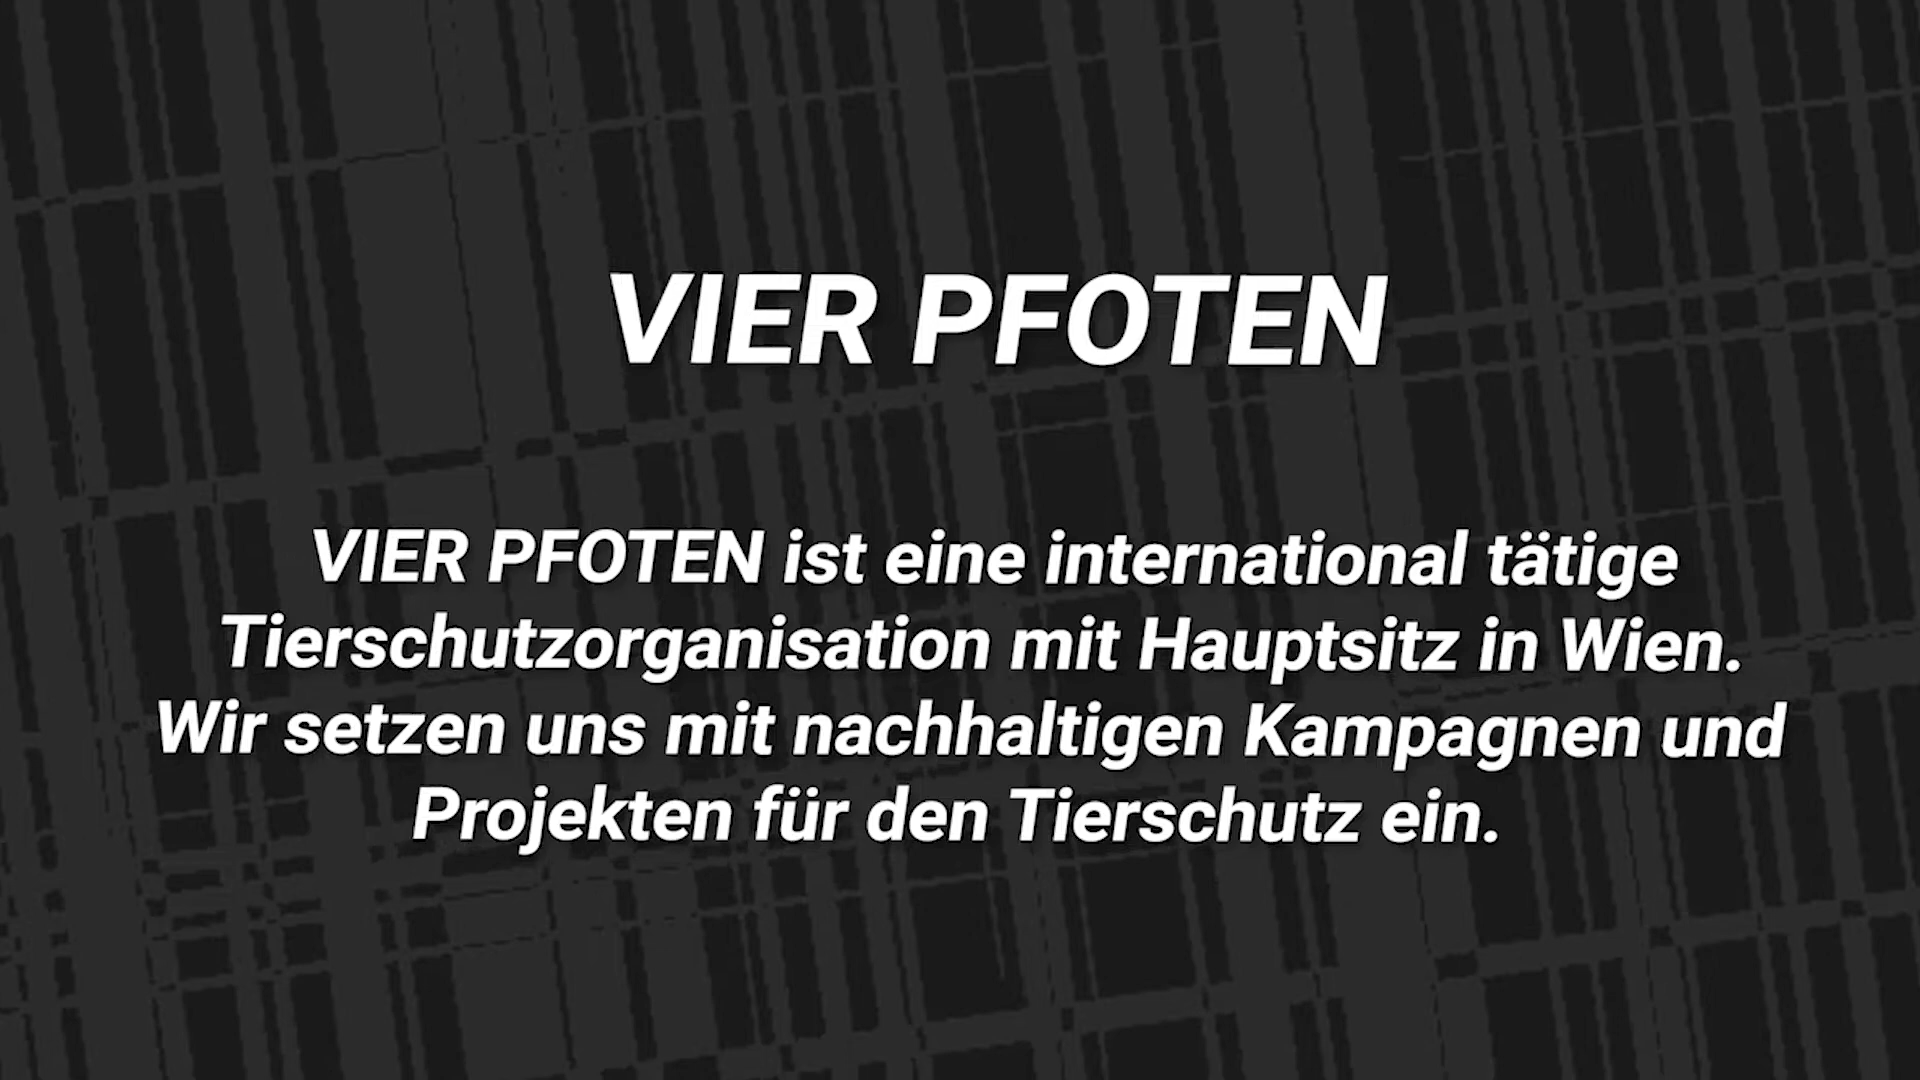 VIER PFOTEN
VIER PFOTEN ist eine international tätige
Tierschutzorganisation mit Hauptsitz in Wien.
Wir setzen uns mit nachhaltigen Kampagnen und
Projekten für den Tierschutz ein.